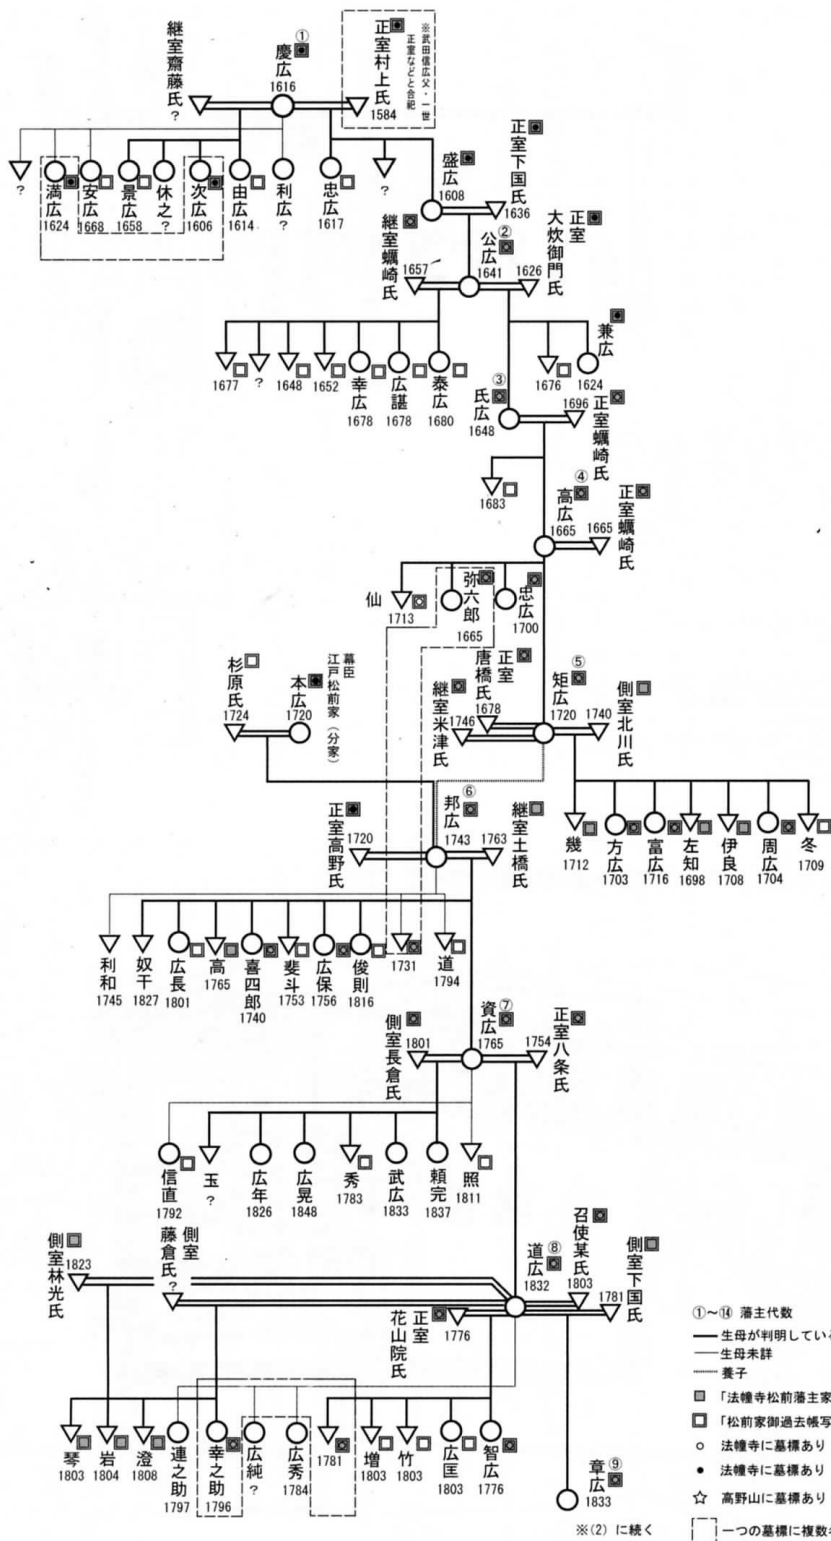 継室齋藤氏
?
①
慶広
1616
正室村上氏
1584
※武田信広父・一世
正室などと合祀
?
満広
1624
安広
1668
景広
1658
休之
?
次広
1606
由広
1614
利広
?
忠広
1617
?
盛広
1608
正室下国氏
1636
継室蠣崎氏
1657
②
公広
1641
正室
大炊御門氏
1626
1677
?
1648
1652
幸広
1678
広諶
1678
泰広
1680
1676
兼広
1624
③
氏広
1648
正室蠣崎氏
1696
1683
④
高広
1665
正室蠣崎氏
1665
仙
1713
弥六郎
1665
忠広
1700
杉原氏
1724
本広
1720
幕臣
江戸松前家(分家)
継室米津氏
1746
正室
唐橋氏
1678
⑤
矩広
1720
側室北川氏
1740
幾
1712
方広
1703
富広
1716
左知
1698
伊良
1708
周広
1704
冬
1709
正室高野氏
1720
⑥
邦広
1743
継室土橋氏
1763
利和
1745
奴干
1827
広長
1801
高
1765
喜四郎
1740
斐斗
1753
広保
1756
俊則
1816
1731
道
1794
側室長倉氏
1801
⑦
資広
1765
正室八条氏
1754
信直
1792
玉
?
広年
1826
広晃
1848
秀
1783
武広
1833
頼完
1837
照
1811
側室林光氏
1823
側室
藤倉氏
?
正室
花山院氏
1776
⑧
道広
1832
召使某氏
1803
側室下国氏
1781
琴
1803
岩
1804
澄
1808
連之助
1797
幸之助
1796
広純
?
広秀
1784
1781
増
1803
竹
1803
広匡
1803
智広
1776
⑨
章広
1833
※(2)に続く
①~⑭ 藩主代数
生母が判明している
生母未詳
養子
「法幢寺松前藩主家
「松前家御過去帳写
法幢寺に墓標あり
法幢寺に墓標あり
高野山に墓標あり
一つの墓標に複数名